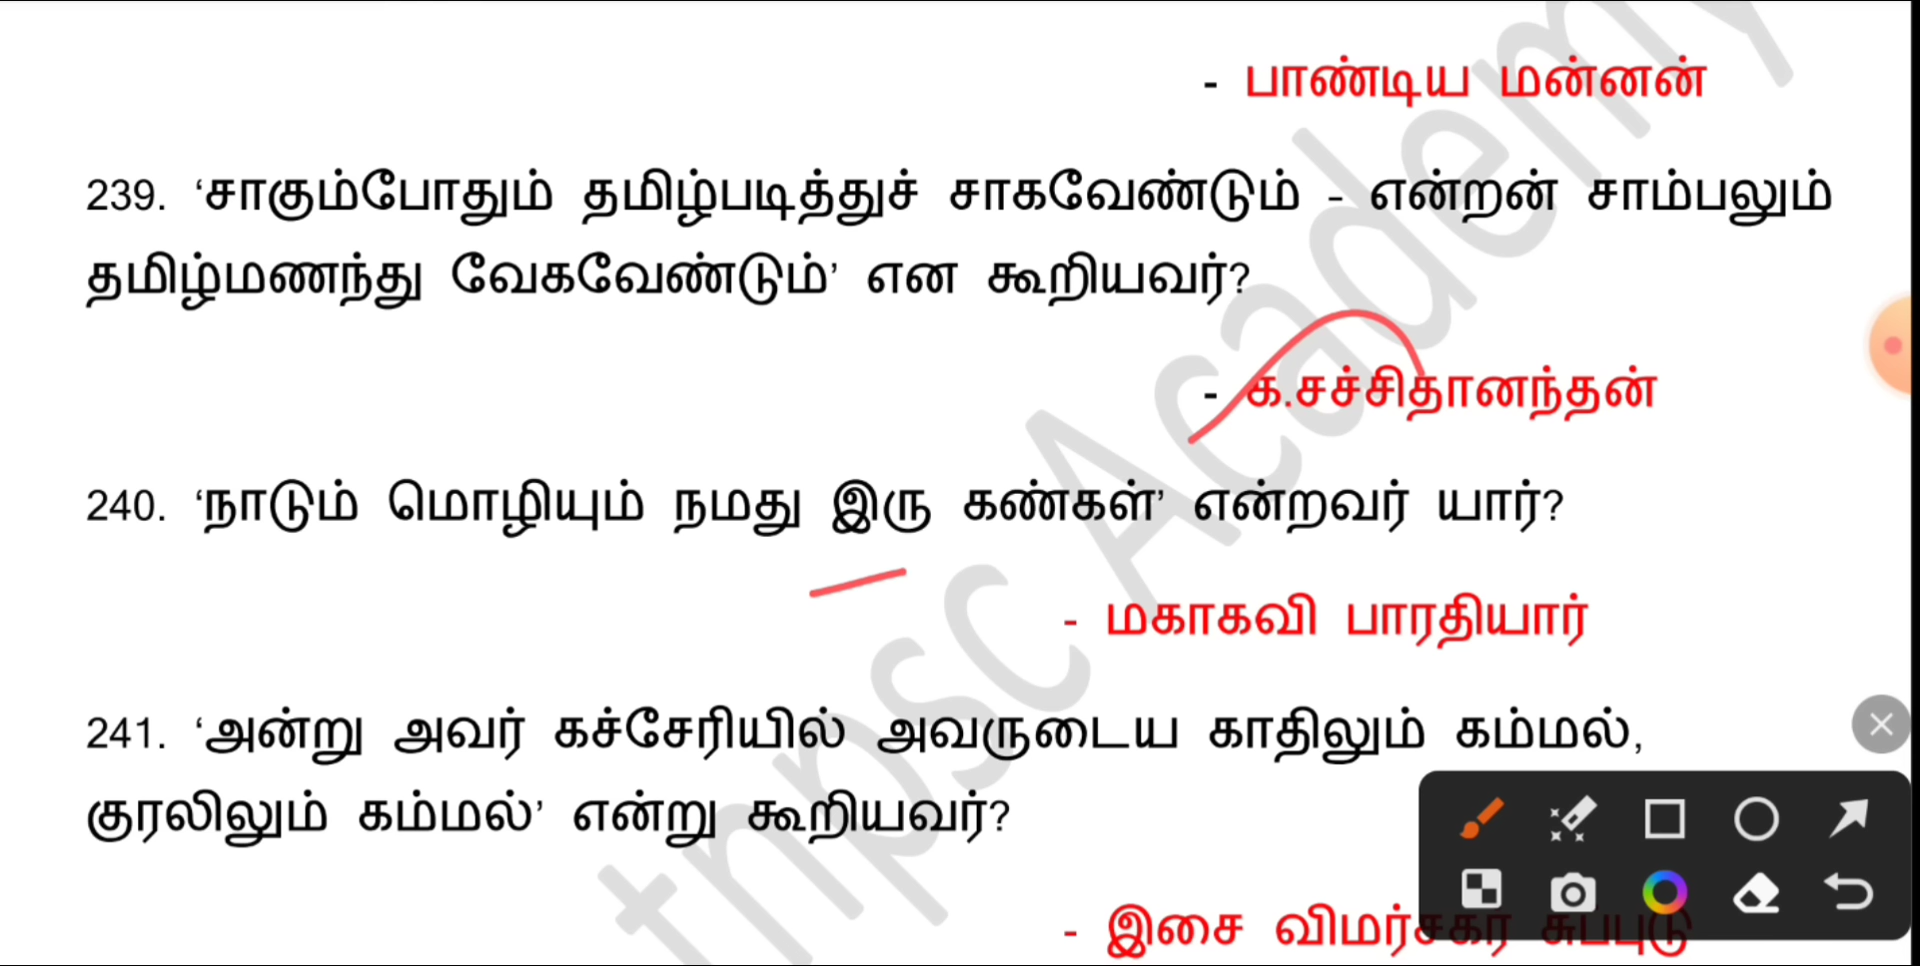 - பாண்டிய மன்னன்
239. ‘சாகும்போதும் தமிழ்படித்துச் சாகவேண்டும் - என்றன் சாம்பலும்
தமிழ்மணந்து வேகவேண்டும்’ என கூறியவர்?
- க.சச்சிதானந்தன்
240. ‘நாடும் மொழியும் நமது இரு கண்கள்’ என்றவர் யார்?
- மகாகவி பாரதியார்
241. ‘அன்று அவர் கச்சேரியில் அவருடைய காதிலும் கம்மல்,
குரலிலும் கம்மல்’ என்று கூறியவர்?
- இசை விமர்சகர் சுப்புடு
tnpsc Academy